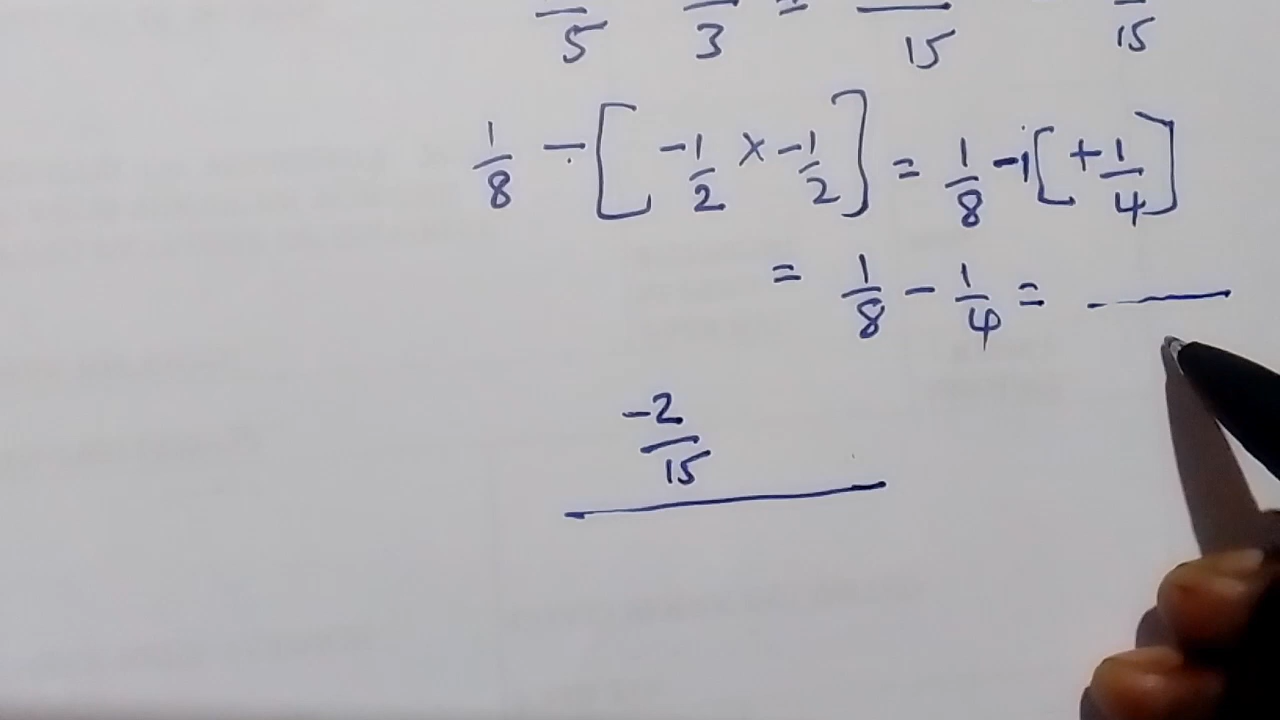 5 3 = 15 15
1/8 - [ -1/2 × -1/2 ] = 1/8 -1[ +1/4 ]
= 1/8 - 1/4 =
-2/15